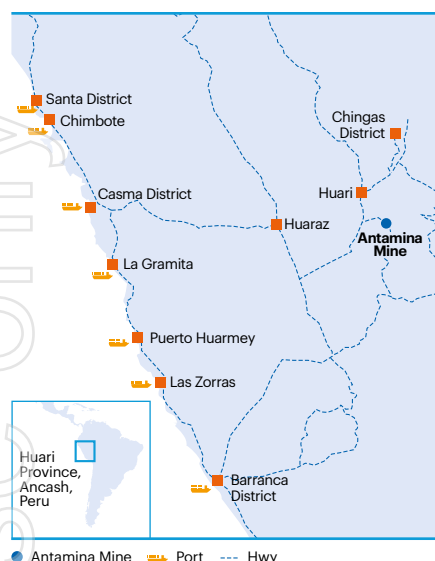 Santa District
Chimbote
Chingas
District
Casma District
Huari
Huaraz
Antamina
Mine
La Gramita
Puerto Huarmey
Las Zorras
Huari
Province,
Ancash,
Peru
Barranca
District
Antamina Mine Port Hwy